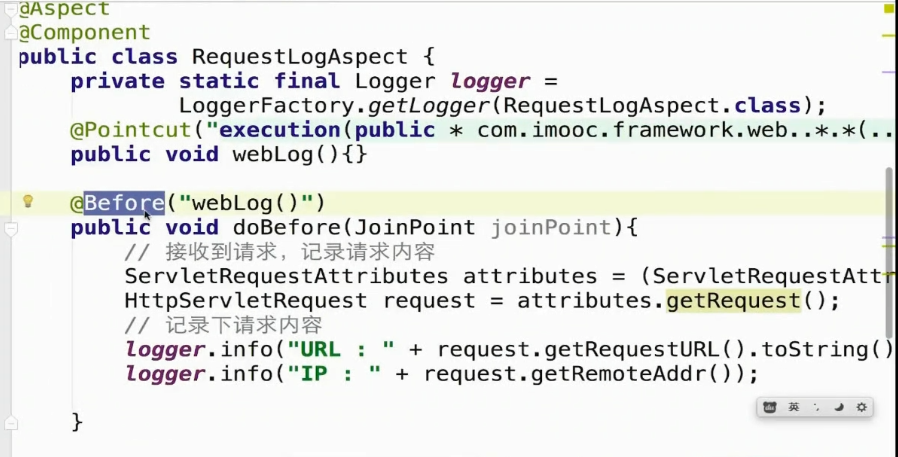 @Aspect
@Component
public class RequestLogAspect {
    private static final Logger logger =
            LoggerFactory.getLogger(RequestLogAspect.class);
    @Pointcut("execution(public * com.imooc.framework.web..*.*(..
    public void webLog(){}
    @Before("webLog()")
    public void doBefore(JoinPoint joinPoint){
        // 接收到请求，记录请求内容
        ServletRequestAttributes attributes = (ServletRequestAttr
        HttpServletRequest request = attributes.getRequest();
        // 记录下请求内容
        logger.info("URL : " + request.getRequestURL().toString()
        logger.info("IP : " + request.getRemoteAddr());
英
    }